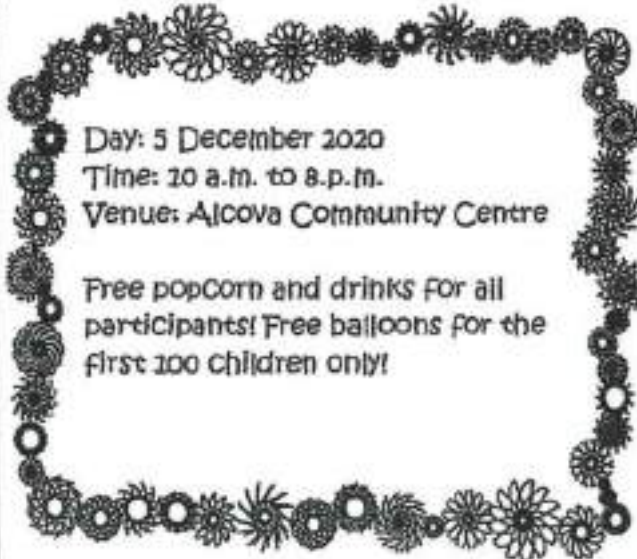 Day: 5 December 2020
Time: 10 a.m. to 8.p.m.
Venue: Alcova Community Centre
Free popcorn and drinks for all
participants! Free balloons for the
first 100 children only!